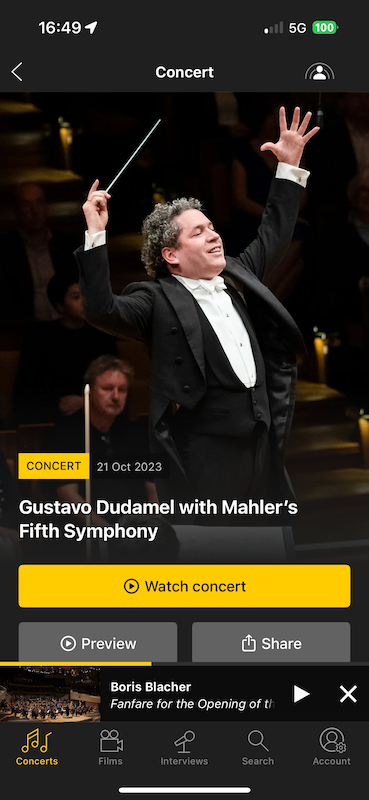 16:49
5G
100
Concert
CONCERT
21 Oct 2023
Gustavo Dudamel with Mahler’s
Fifth Symphony
Watch concert
Preview
Share
Boris Blacher
Fanfare for the Opening of th
Concerts
Films
Interviews
Search
Account